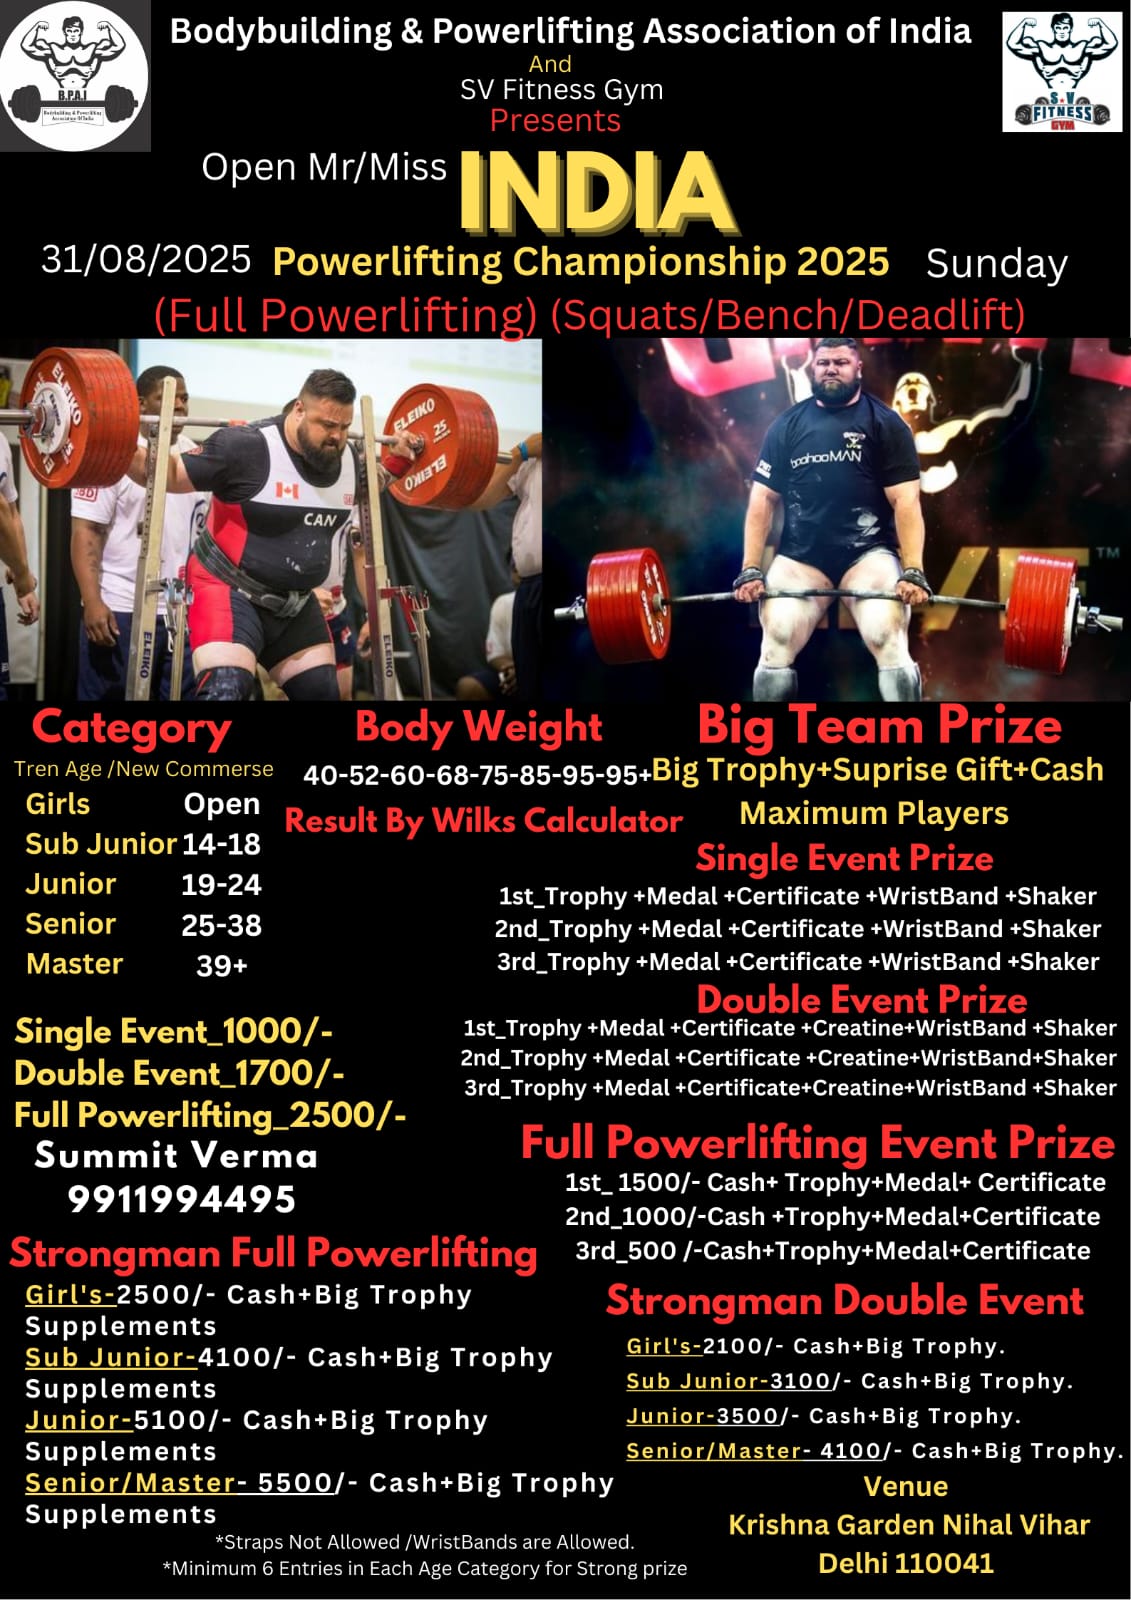 Bodybuilding & Powerlifting Association of India
And
SV Fitness Gym
Presents
B.P.A.I
Bodybuilding & Powerlifting
Association Of India
S V
FITNESS
GYM
Open Mr/Miss INDIA
31/08/2025 Powerlifting Championship 2025 Sunday
(Full Powerlifting) (Squats/Bench/Deadlift)
ELEIKO
25
ELEIKO
ELEIKO
25
ELEIKO
SBD
CAN
ELEIKO
ELEIKO
boohooMAN
TM
Category
Tren Age /New Commerse
Girls Open
Sub Junior 14-18
Junior 19-24
Senior 25-38
Master 39+
Body Weight
40-52-60-68-75-85-95-95+
Result By Wilks Calculator
Big Team Prize
Big Trophy+Suprise Gift+Cash
Maximum Players
Single Event Prize
1st_Trophy +Medal +Certificate +WristBand +Shaker
2nd_Trophy +Medal +Certificate +WristBand +Shaker
3rd_Trophy +Medal +Certificate +WristBand +Shaker
Double Event Prize
1st_Trophy +Medal +Certificate +Creatine+WristBand +Shaker
2nd_Trophy +Medal +Certificate +Creatine+WristBand+Shaker
3rd_Trophy +Medal +Certificate+Creatine+WristBand +Shaker
Single Event_1000/-
Double Event_1700/-
Full Powerlifting_2500/-
Summit Verma
9911994495
Full Powerlifting Event Prize
1st_ 1500/- Cash+ Trophy+Medal+ Certificate
2nd_1000/-Cash +Trophy+Medal+Certificate
3rd_500 /-Cash+Trophy+Medal+Certificate
Strongman Full Powerlifting
Girl's-2500/- Cash+Big Trophy
Supplements
Sub Junior-4100/- Cash+Big Trophy
Supplements
Junior-5100/- Cash+Big Trophy
Supplements
Senior/Master- 5500/- Cash+Big Trophy
Supplements
Strongman Double Event
Girl's-2100/- Cash+Big Trophy.
Sub Junior-3100/- Cash+Big Trophy.
Junior-3500/- Cash+Big Trophy.
Senior/Master- 4100/- Cash+Big Trophy.
Venue
Krishna Garden Nihal Vihar
Delhi 110041
*Straps Not Allowed /WristBands are Allowed.
*Minimum 6 Entries in Each Age Category for Strong prize